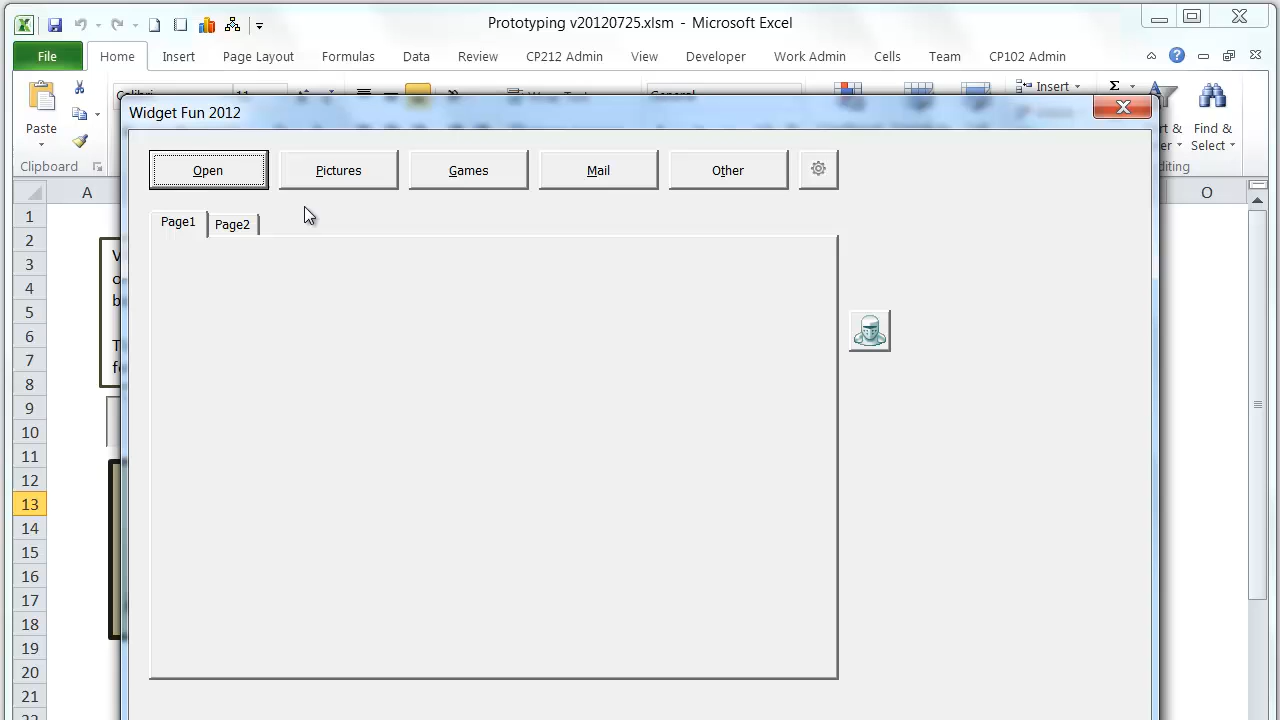 Prototyping v20120725.xlsm - Microsoft Excel
File Home Insert Page Layout Formulas Data Review CP212 Admin View Developer Work Admin Cells Team CP102 Admin
Insert Σ
Paste
Find &
Select
Clipboard
Widget Fun 2012
Open Pictures Games Mail Other
Page1 Page2
A O
1
2
3
4
5
6
7
8
9
10
11
12
13
14
15
16
17
18
19
20
21